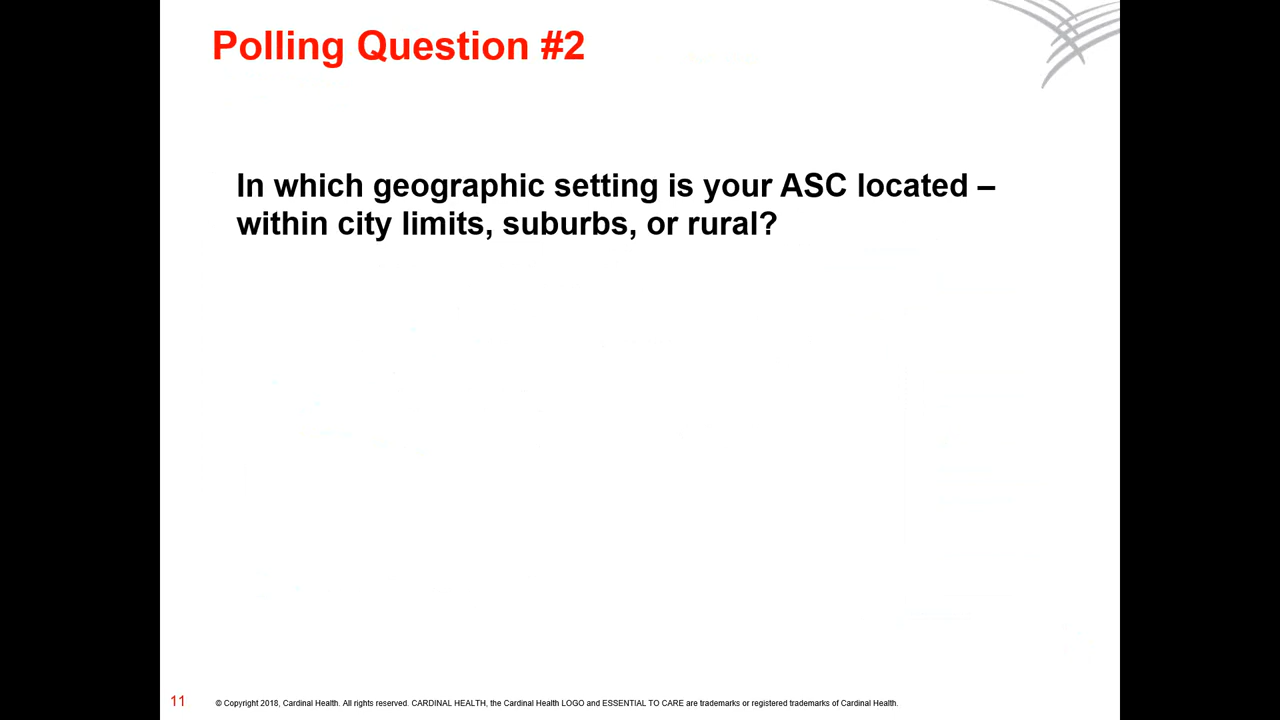 Polling Question #2
In which geographic setting is your ASC located –
within city limits, suburbs, or rural?
11
© Copyright 2018, Cardinal Health. All rights reserved. CARDINAL HEALTH, the Cardinal Health LOGO and ESSENTIAL TO CARE are trademarks or registered trademarks of Cardinal Health.